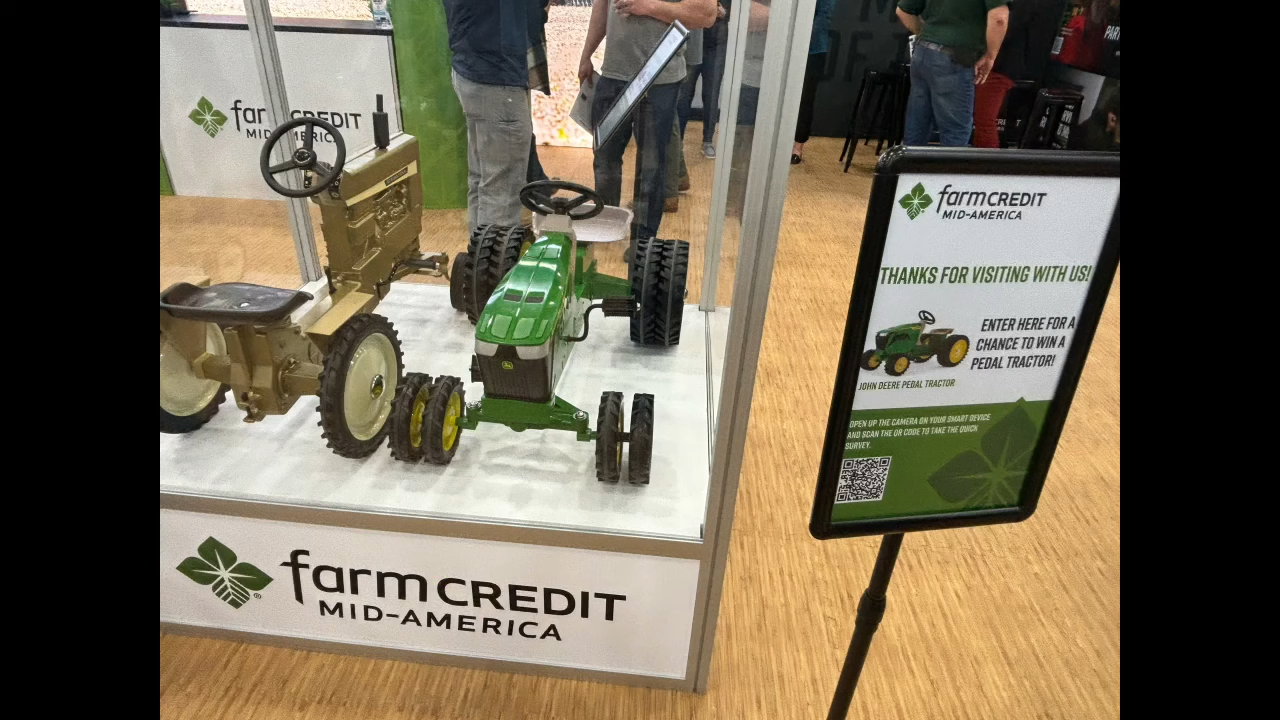 farm CREDIT
MID-AMERICA
farm CREDIT
MID-AMERICA
THANKS FOR VISITING WITH US!
ENTER HERE FOR A
CHANCE TO WIN A
PEDAL TRACTOR!
JOHN DEERE PEDAL TRACTOR
OPEN UP THE CAMERA ON YOUR SMART DEVICE
AND SCAN THE QR CODE TO TAKE THE QUICK
SURVEY.
farm CREDIT
MID-AMERICA
®